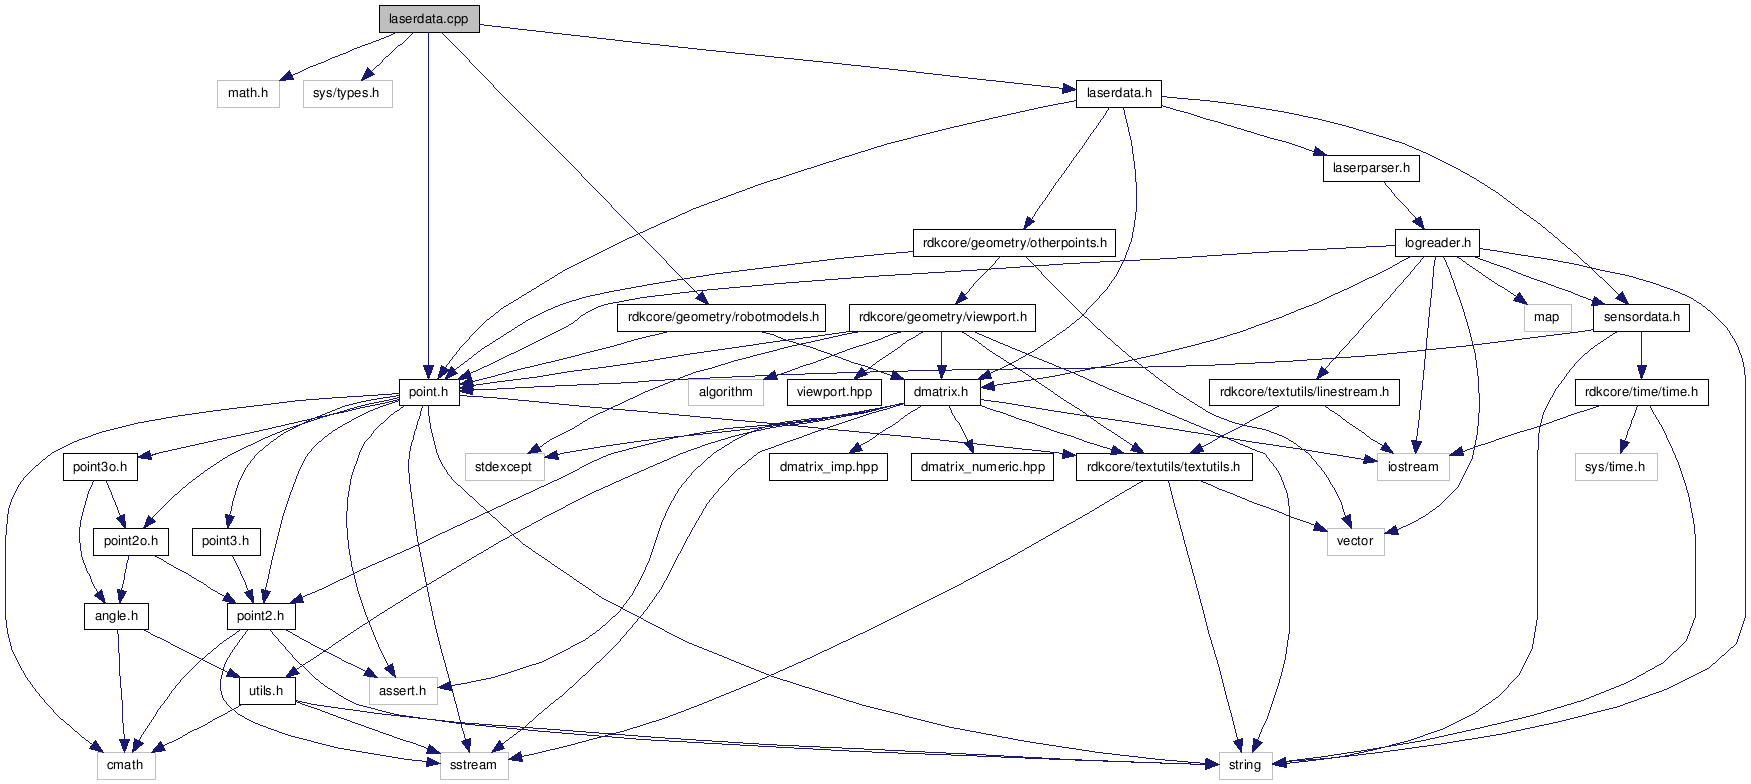 laserdata.cpp
math.h
sys/types.h
laserdata.h
laserparser.h
rdkcore/geometry/otherpoints.h
logreader.h
rdkcore/geometry/robotmodels.h
rdkcore/geometry/viewport.h
map
sensordata.h
point.h
algorithm
viewport.hpp
dmatrix.h
rdkcore/textutils/linestream.h
rdkcore/time/time.h
point3o.h
stdexcept
dmatrix_imp.hpp
dmatrix_numeric.hpp
rdkcore/textutils/textutils.h
iostream
sys/time.h
point2o.h
point3.h
vector
angle.h
point2.h
utils.h
assert.h
cmath
sstream
string